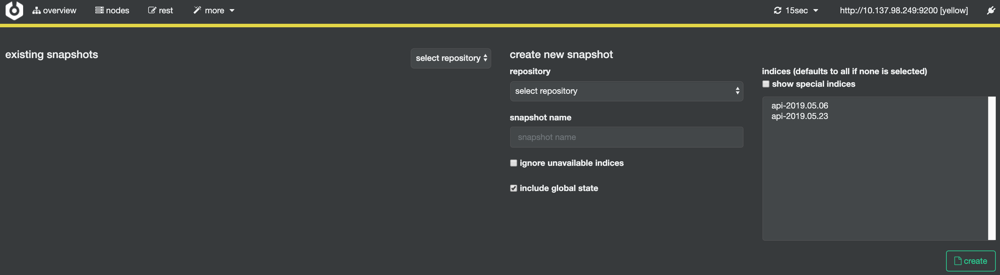 overview nodes rest more 15sec http://10.137.98.249:9200 [yellow]
existing snapshots
select repository
create new snapshot
repository
select repository
snapshot name
snapshot name
ignore unavailable indices
include global state
indices (defaults to all if none is selected)
show special indices
api-2019.05.06
api-2019.05.23
create